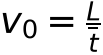 v₀ = L / t̿